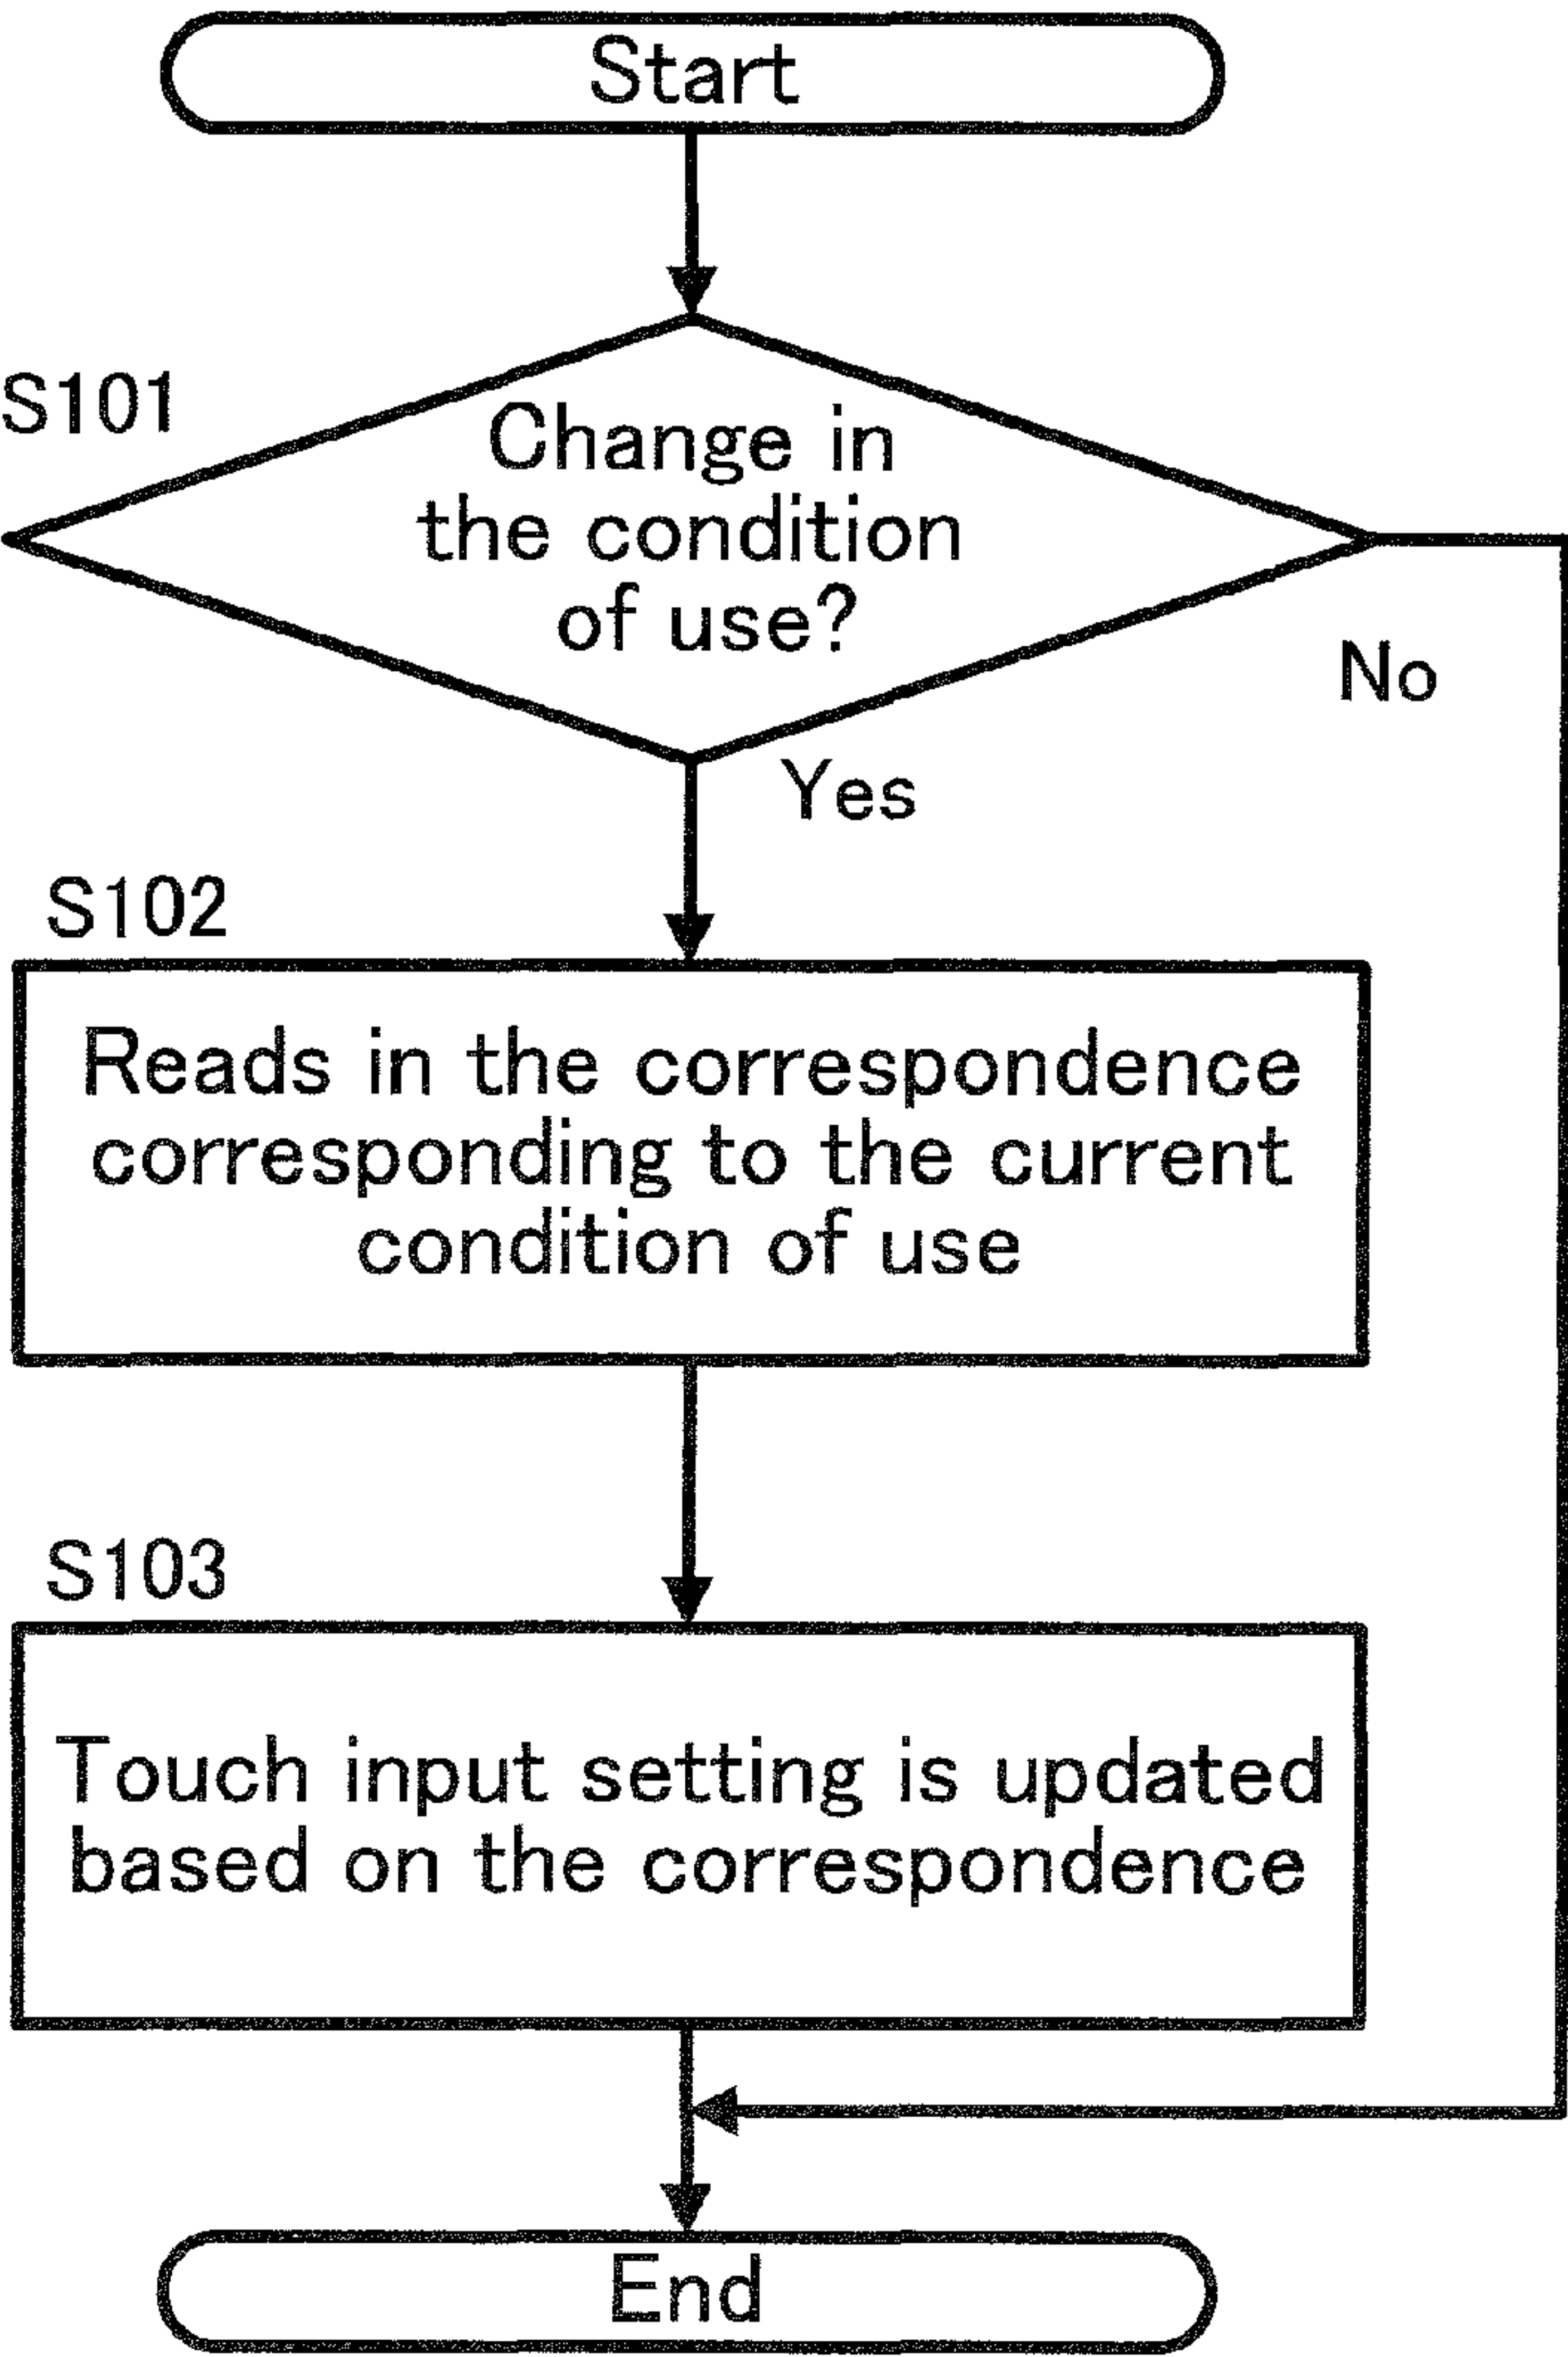 Start
S101
Change in
the condition
of use?
No
Yes
S102
Reads in the correspondence
corresponding to the current
condition of use
S103
Touch input setting is updated
based on the correspondence
End